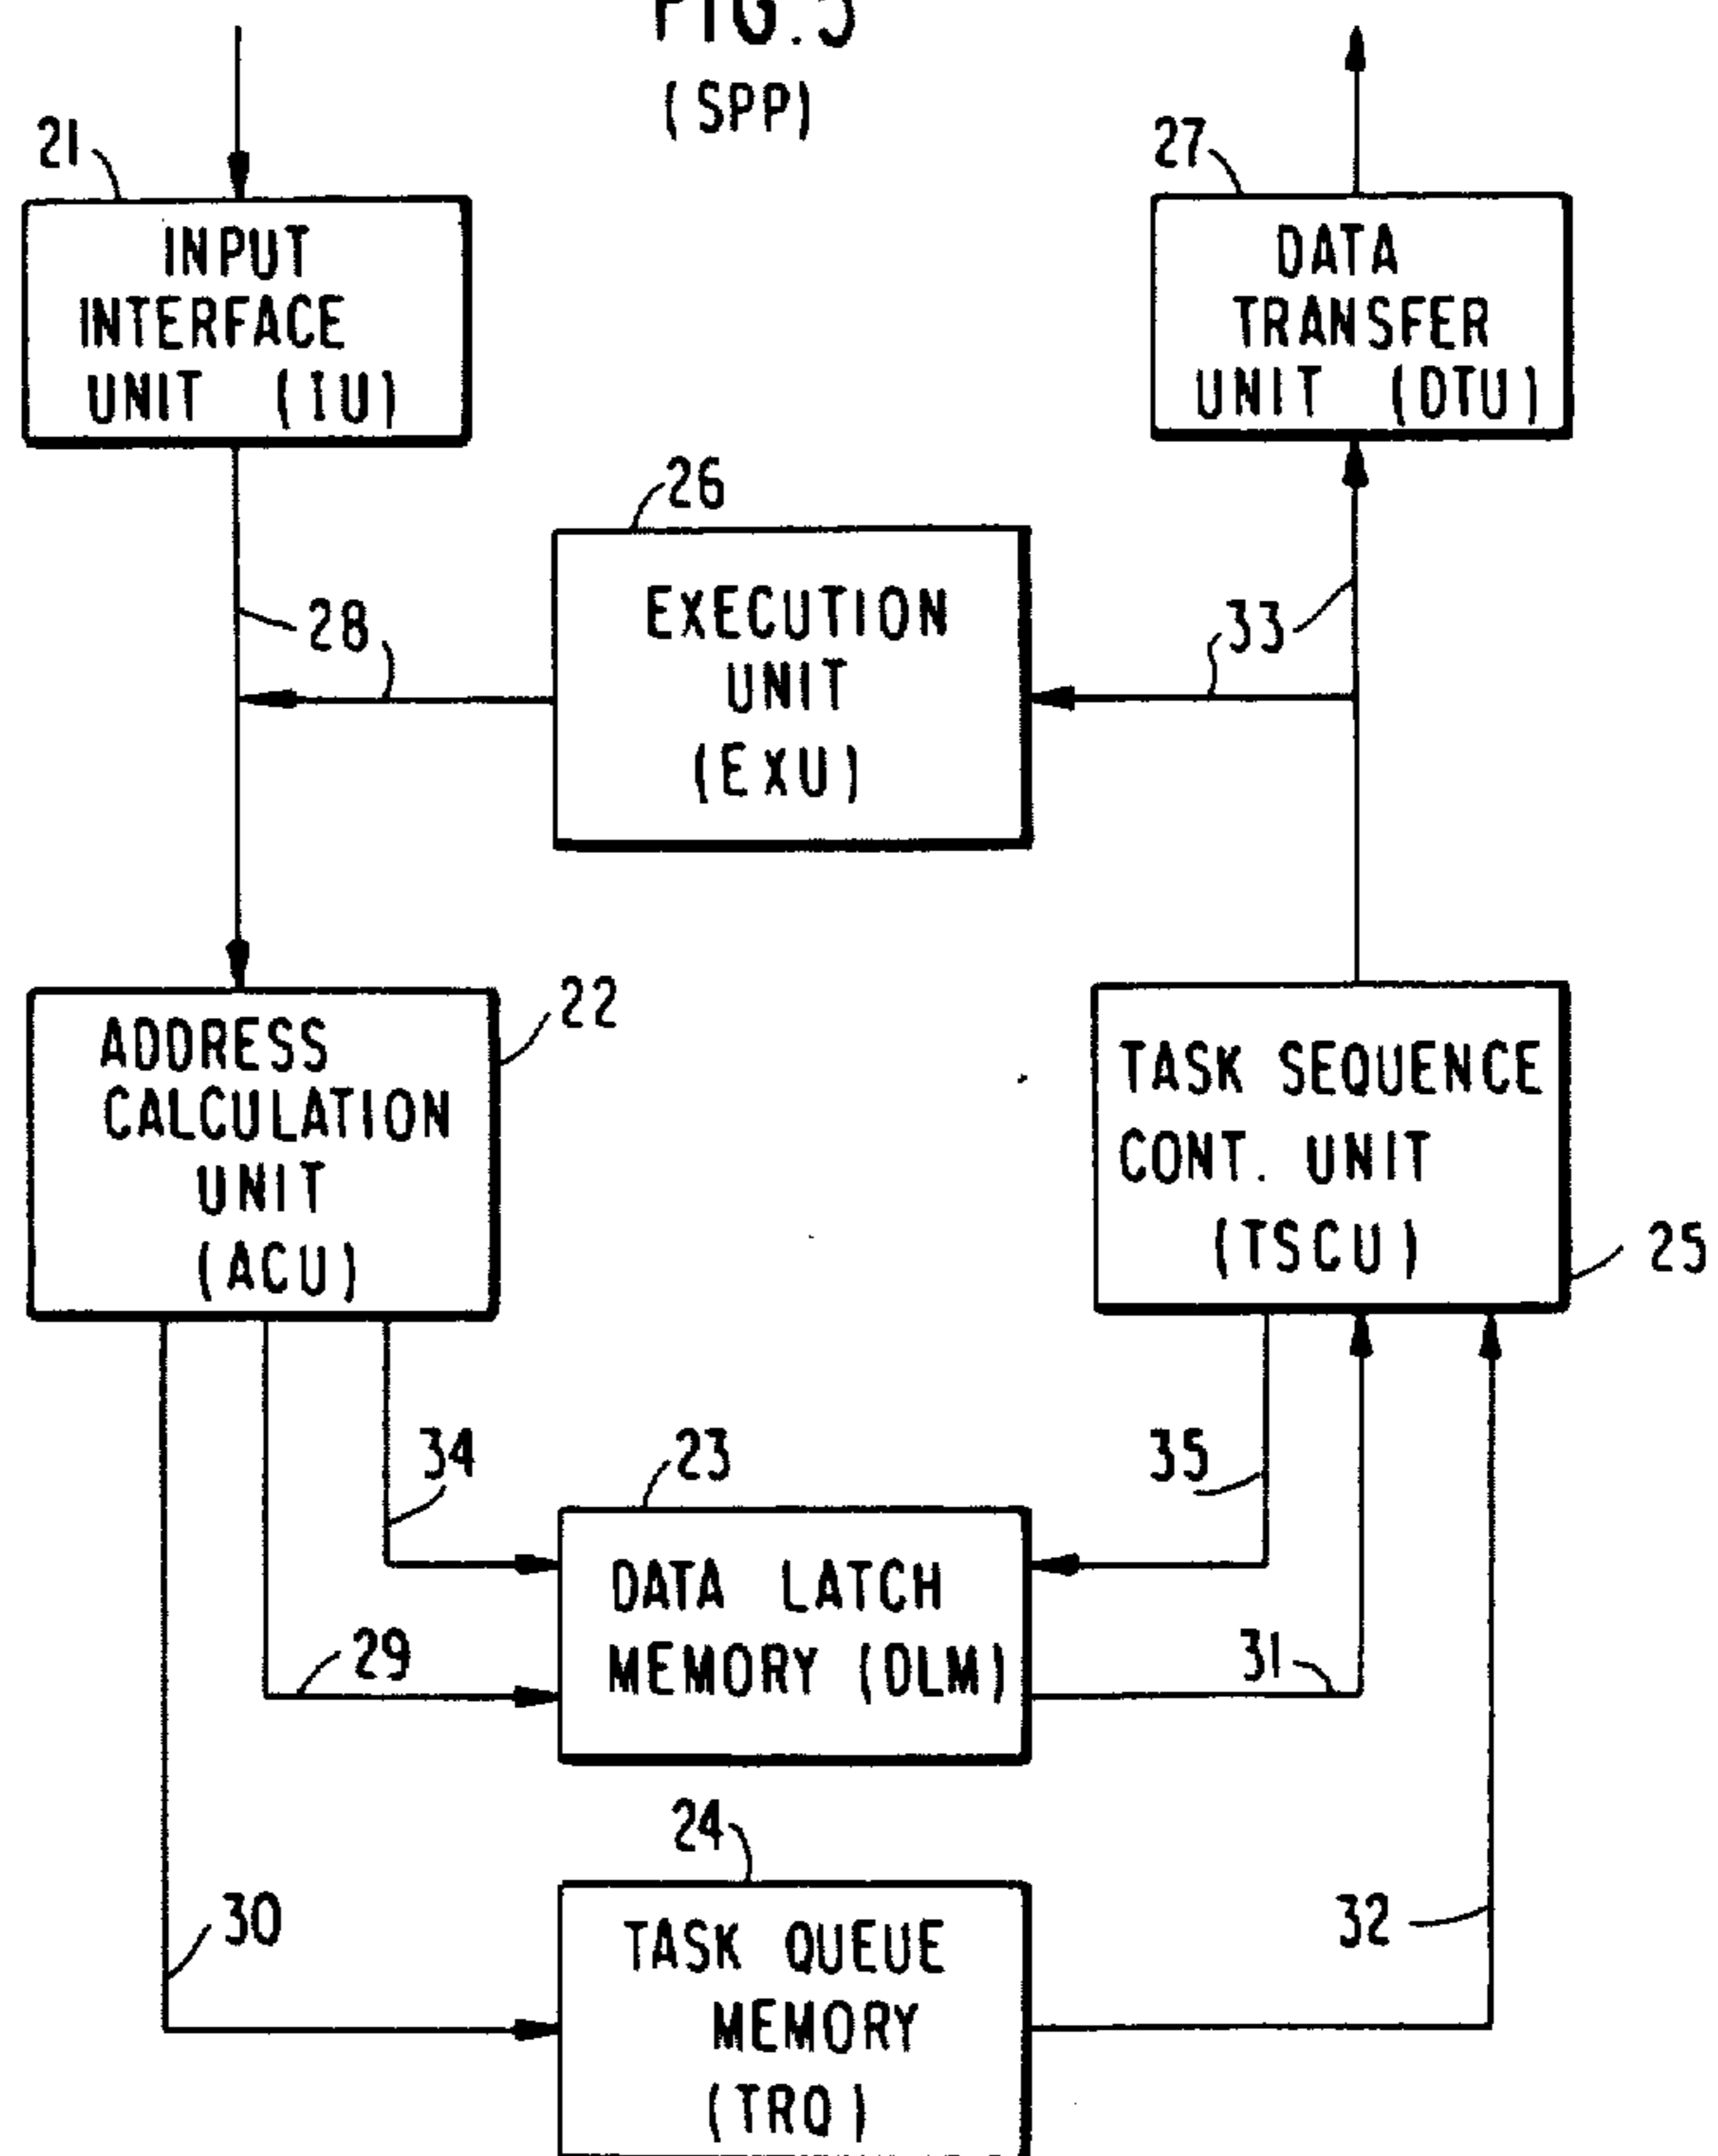 FIG. 5
(SPP)
21
INPUT
INTERFACE
UNIT (IU)
27
DATA
TRANSFER
UNIT (DTU)
26
EXECUTION
UNIT
(EXU)
28
33
22
ADDRESS
CALCULATION
UNIT
(ACU)
TASK SEQUENCE
CONT. UNIT
(TSCU)
25
34
23
35
DATA LATCH
MEMORY (DLM)
29
31
24
30
32
TASK QUEUE
MEMORY
(TRQ)